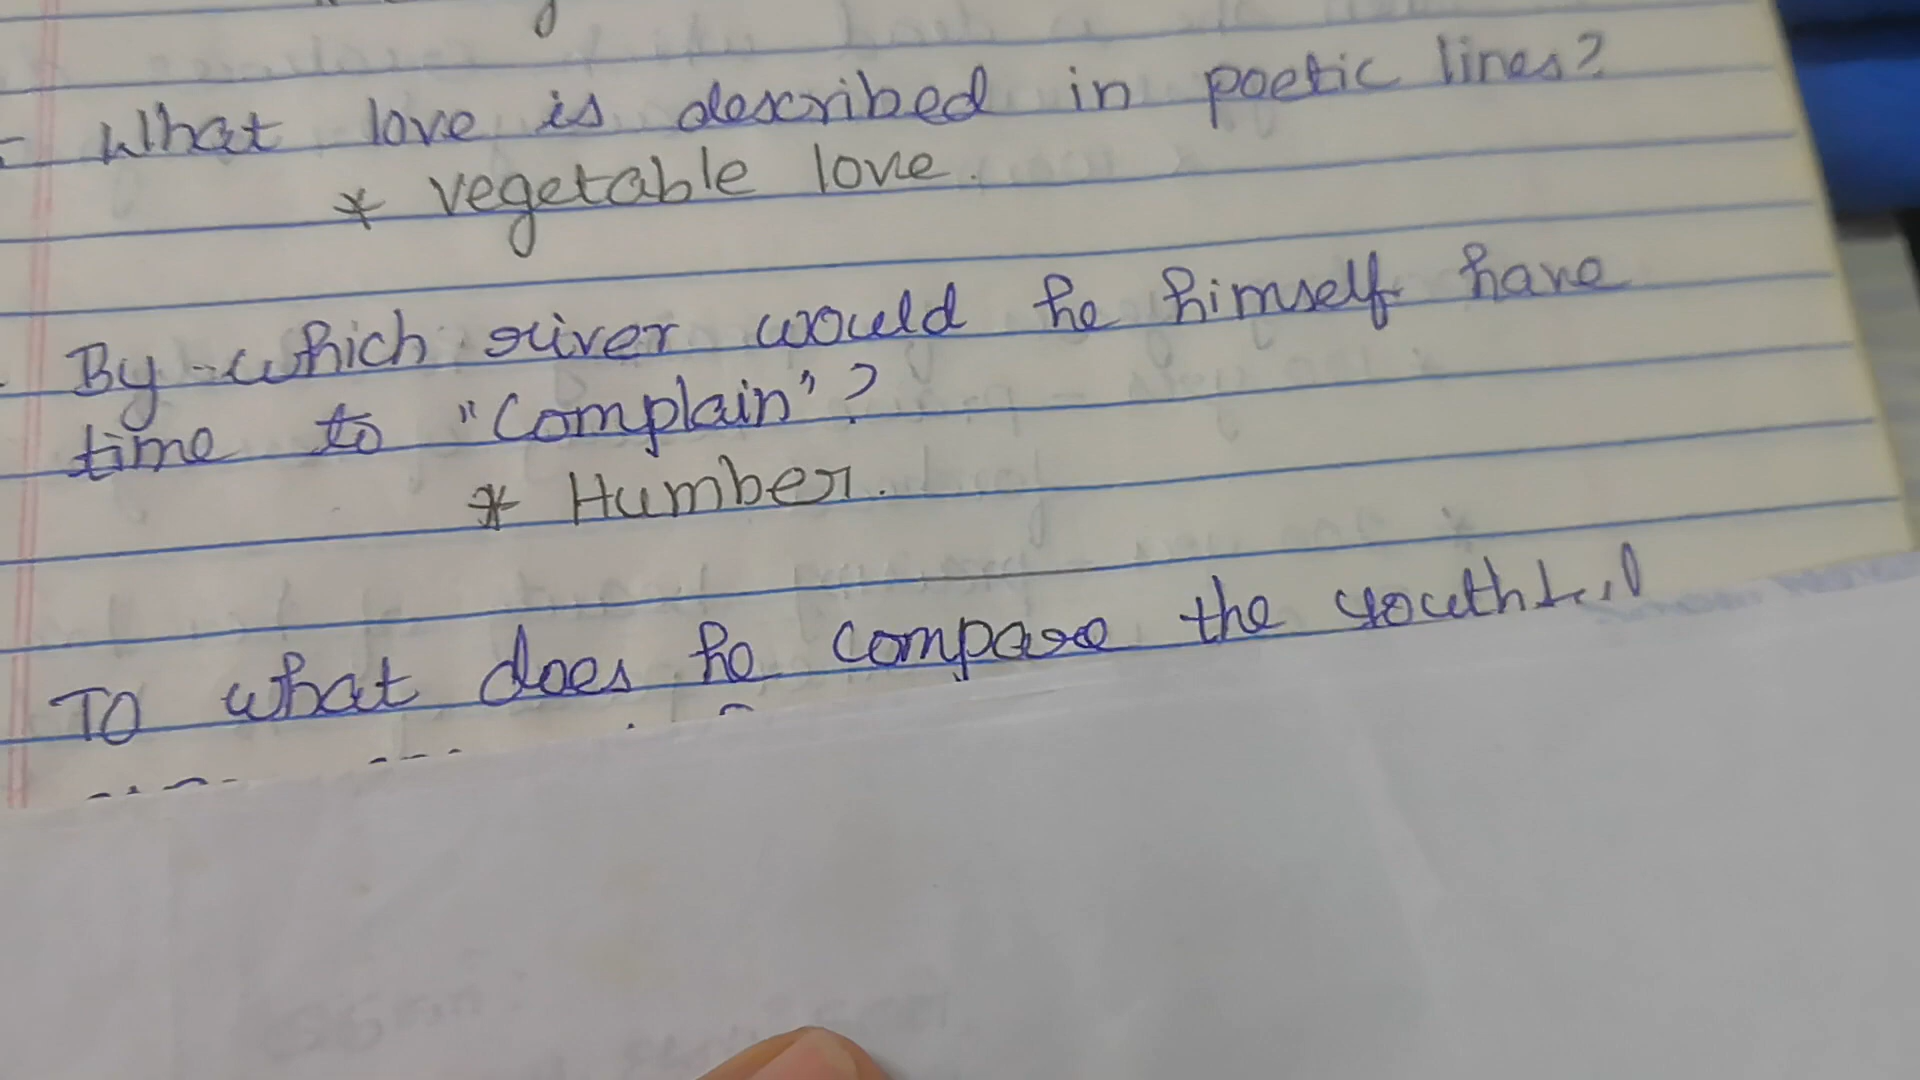 What love is described in poetic lines?
* vegetable love.
By which river would he himself have
time to "Complain"?
* Humber.
To what does he compare the youthful